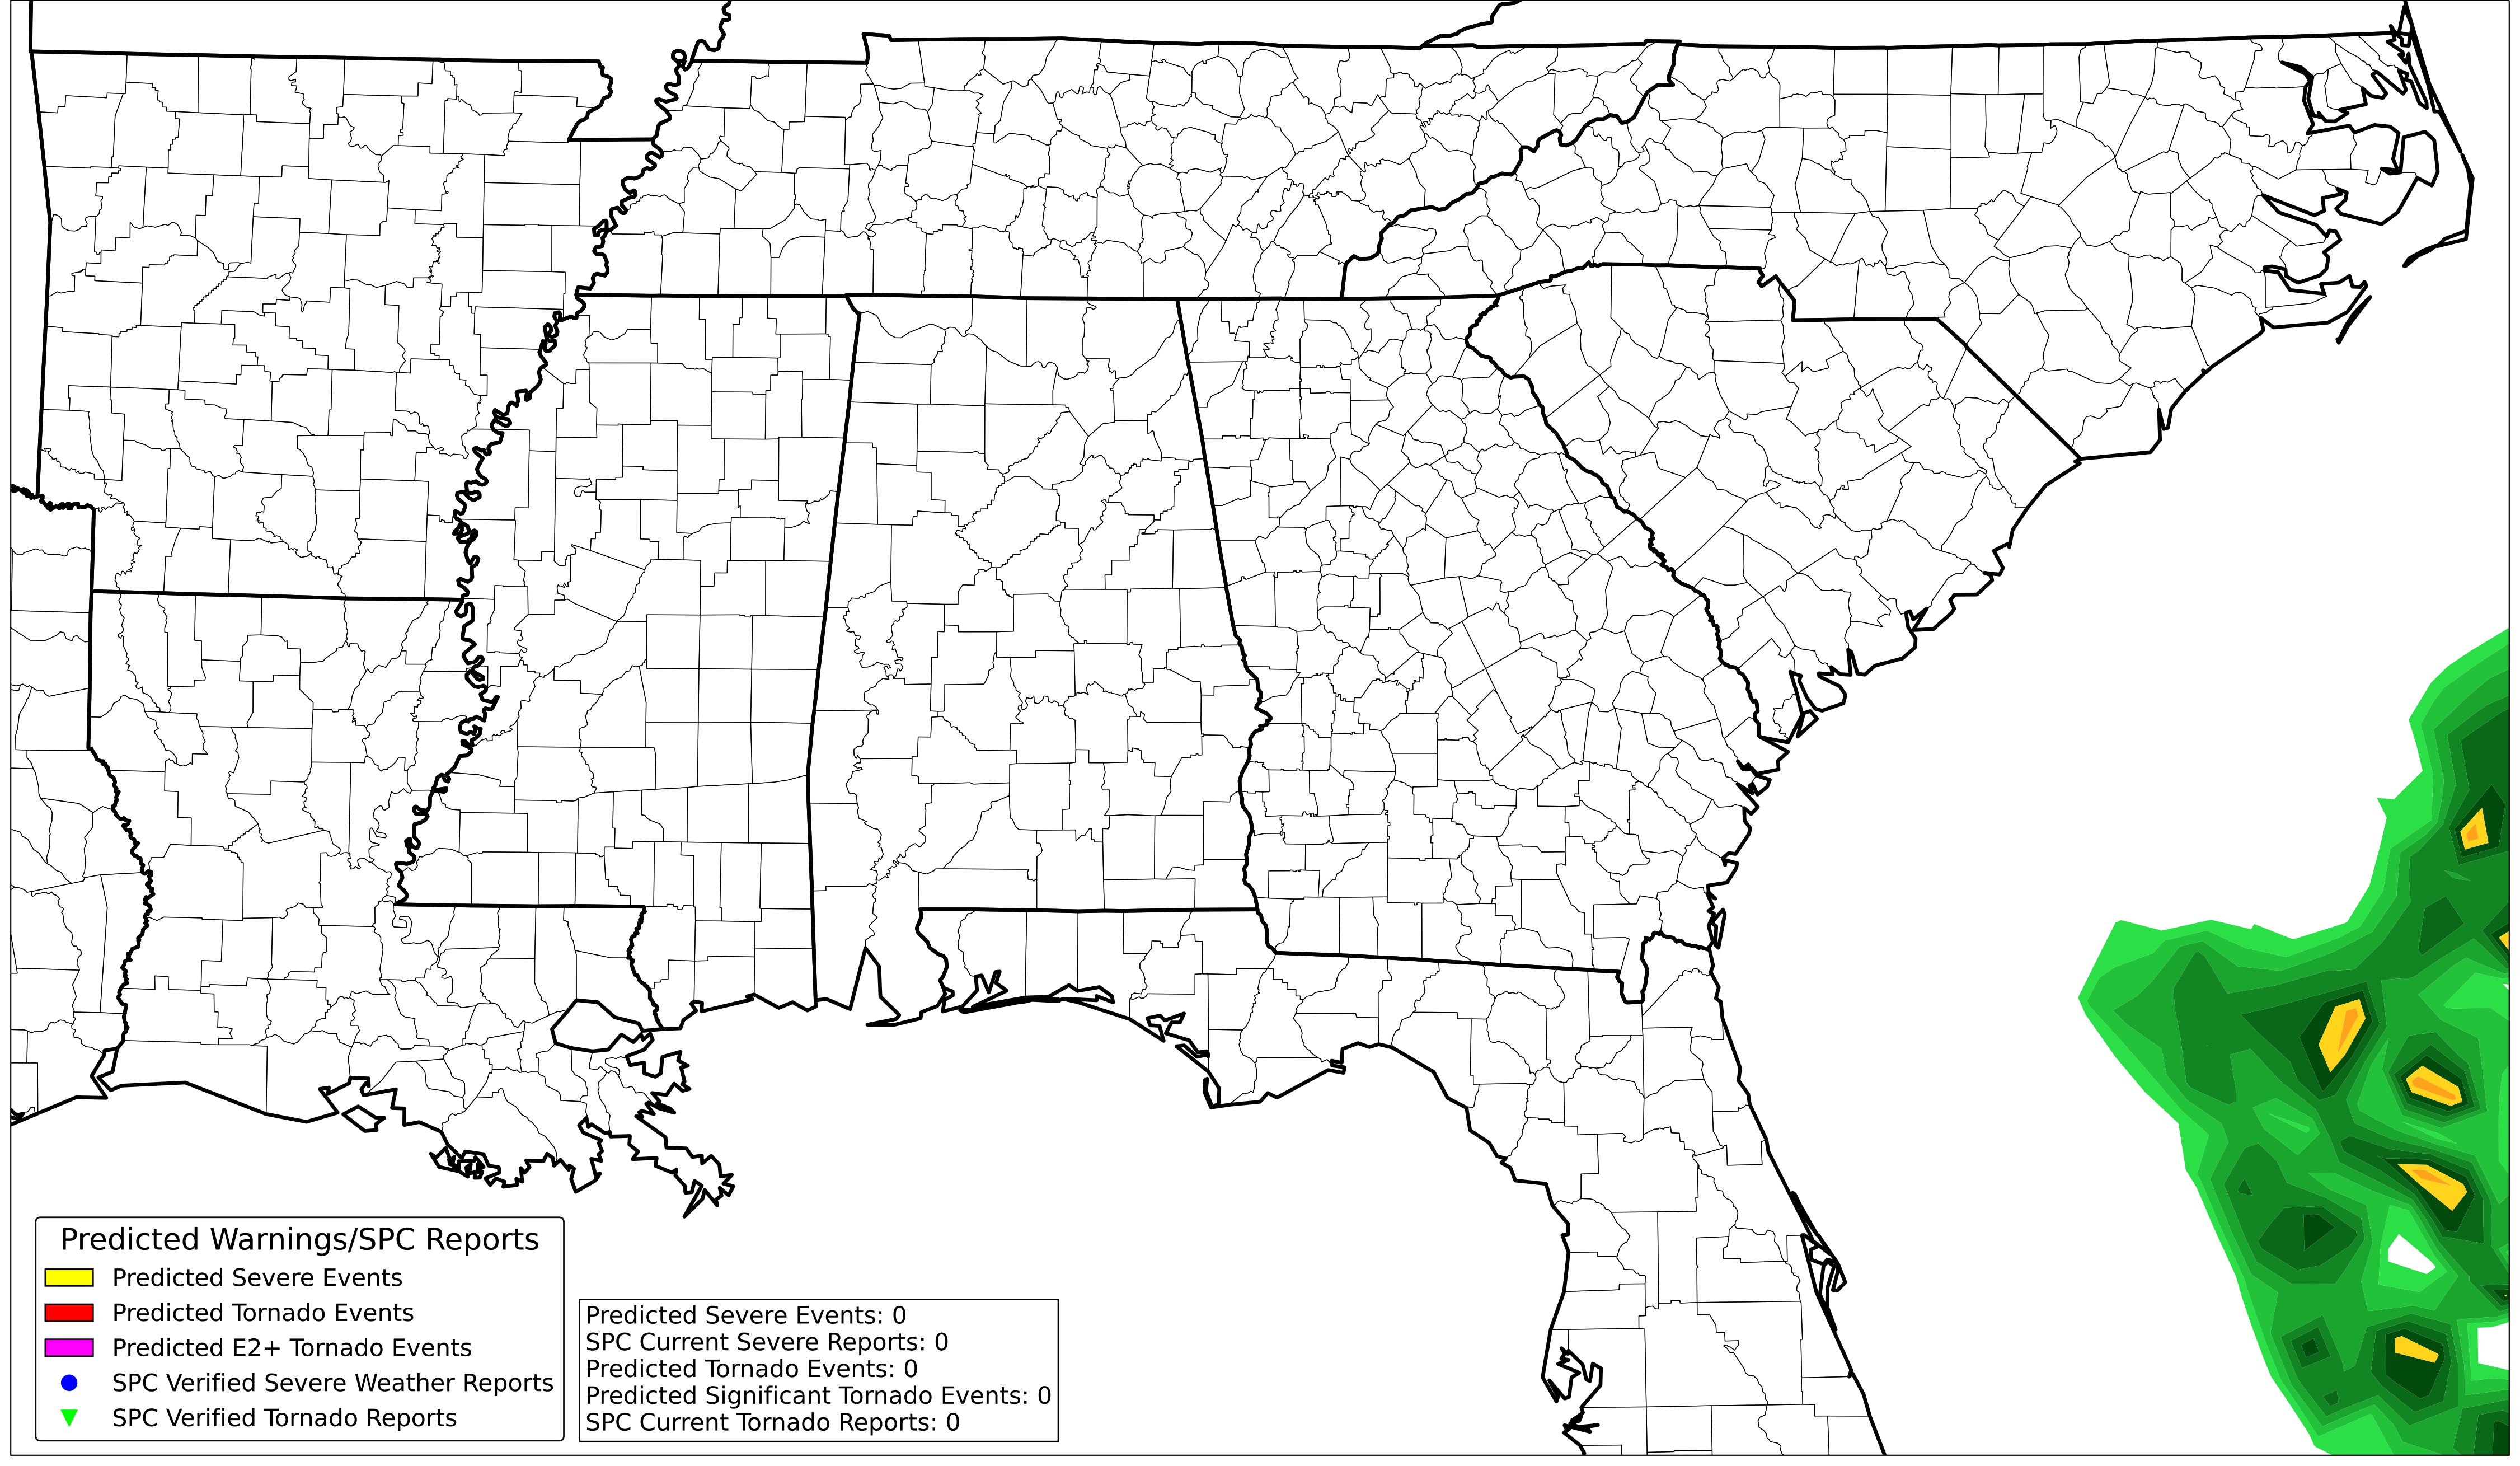 Predicted Warnings/SPC Reports
Predicted Severe Events
Predicted Tornado Events
Predicted E2+ Tornado Events
SPC Verified Severe Weather Reports
SPC Verified Tornado Reports
Predicted Severe Events: 0
SPC Current Severe Reports: 0
Predicted Tornado Events: 0
Predicted Significant Tornado Events: 0
SPC Current Tornado Reports: 0